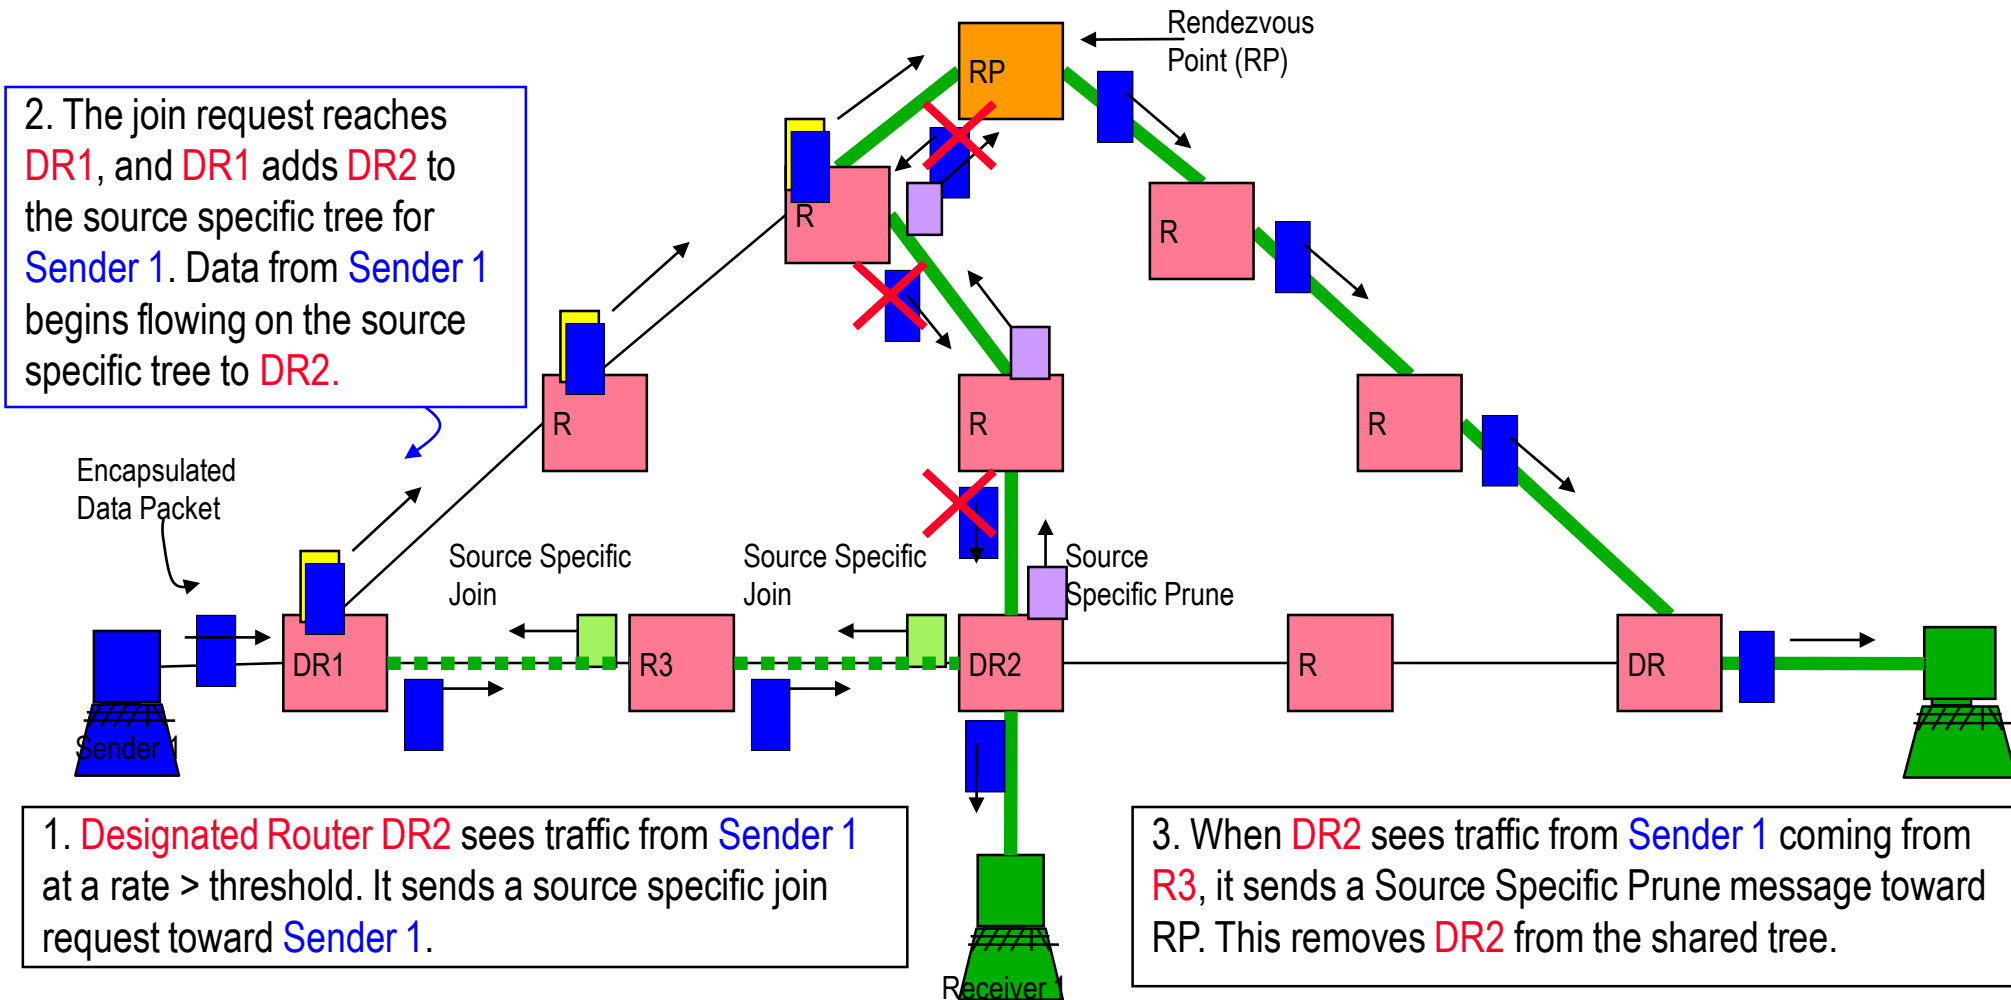 Rendezvous
Point (RP)
RP
2. The join request reaches
DR1, and DR1 adds DR2 to
the source specific tree for
Sender 1. Data from Sender 1
begins flowing on the source
specific tree to DR2.
R
R
R
R
R
Encapsulated
Data Packet
Source Specific
Join
Source Specific
Join
Source
Specific Prune
DR1
R3
DR2
R
DR
Sender 1
1. Designated Router DR2 sees traffic from Sender 1
at a rate > threshold. It sends a source specific join
request toward Sender 1.
3. When DR2 sees traffic from Sender 1 coming from
R3, it sends a Source Specific Prune message toward
RP. This removes DR2 from the shared tree.
Receiver 1